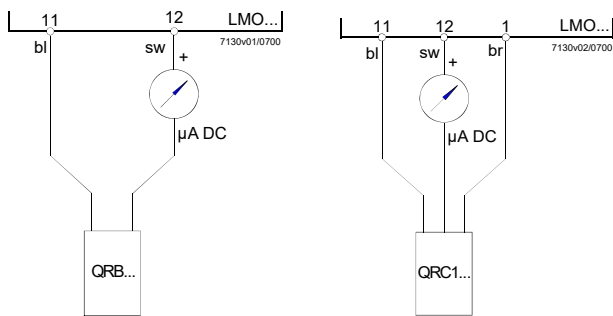 11 12 LMO...
7130v01/0700
bl sw
+
µA DC
QRB...
11 12 1 LMO...
7130v02/0700
bl sw br
+
µA DC
QRC1...